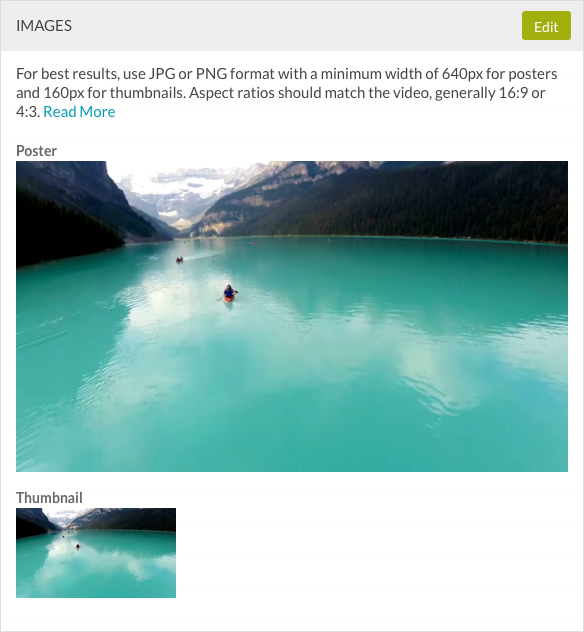 IMAGES
Edit
For best results, use JPG or PNG format with a minimum width of 640px for posters
and 160px for thumbnails. Aspect ratios should match the video, generally 16:9 or
4:3. Read More
Poster
Thumbnail